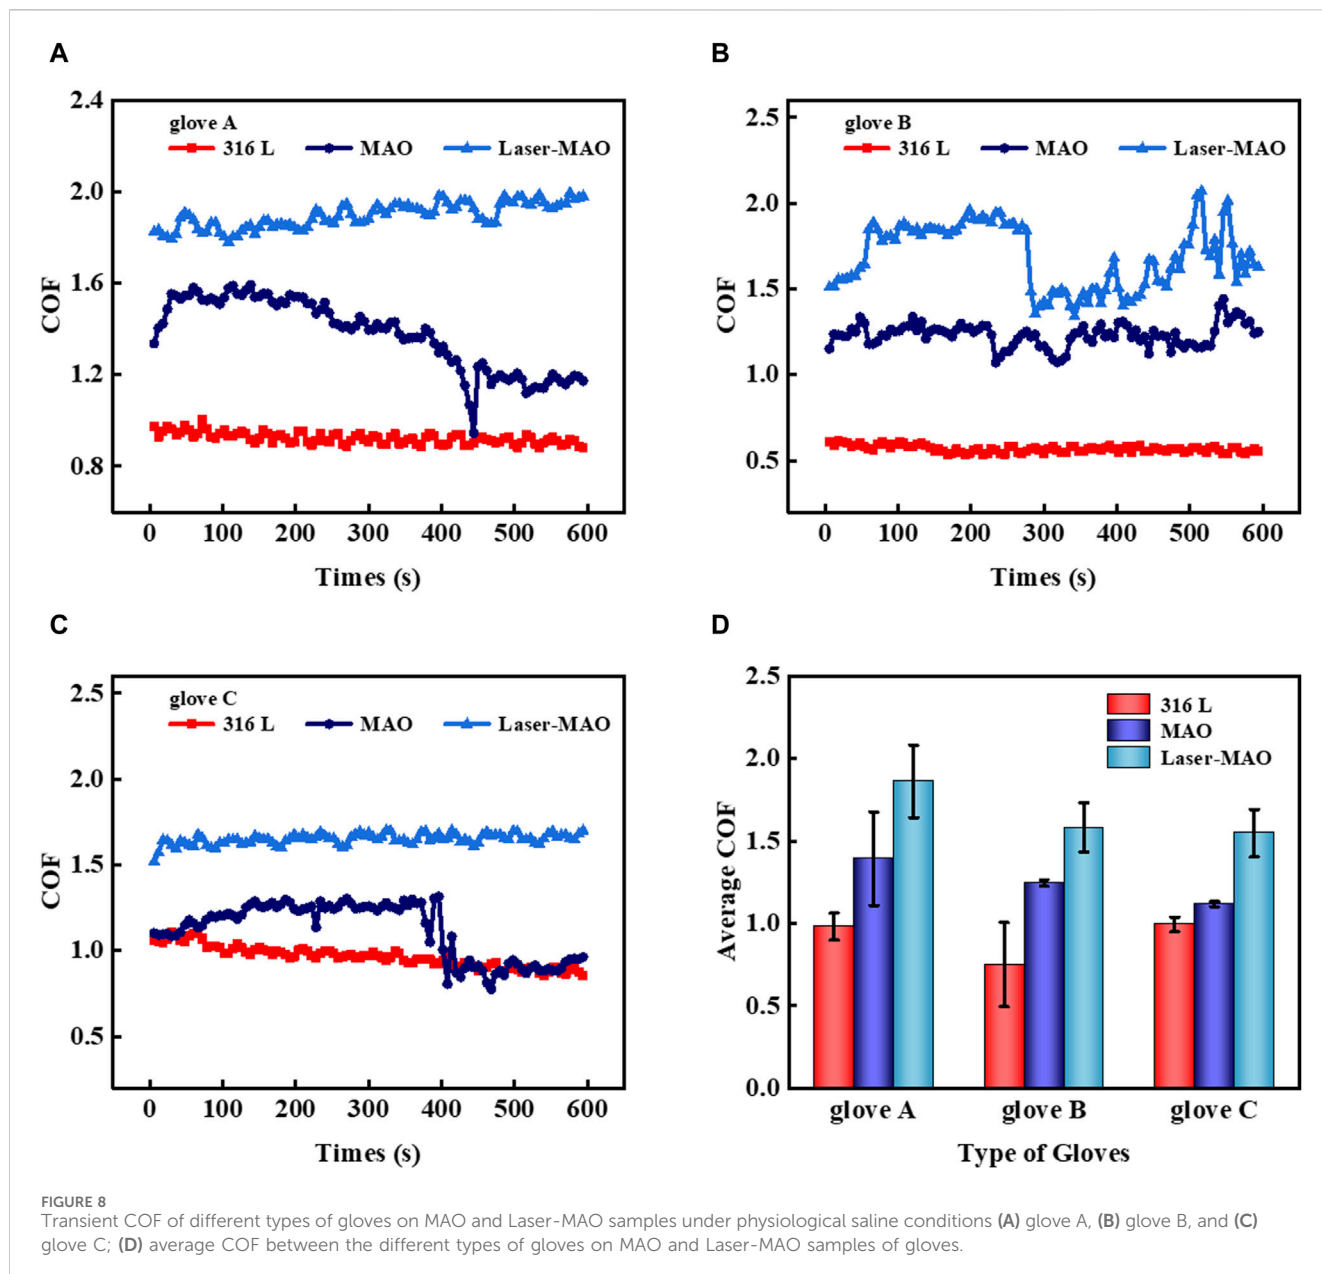 A
glove A
316 L MAO Laser-MAO
2.4
2.0
1.6
1.2
0.8
COF
0 100 200 300 400 500 600
Times (s)
B
glove B
316 L MAO Laser-MAO
2.5
2.0
1.5
1.0
0.5
COF
0 100 200 300 400 500 600
Times (s)
C
glove C
316 L MAO Laser-MAO
2.5
2.0
1.5
1.0
0.5
COF
0 100 200 300 400 500 600
Times (s)
D
316 L
MAO
Laser-MAO
2.5
2.0
1.5
1.0
0.5
0.0
Average COF
glove A glove B glove C
Type of Gloves
FIGURE 8
Transient COF of different types of gloves on MAO and Laser-MAO samples under physiological saline conditions (A) glove A, (B) glove B, and (C)
glove C; (D) average COF between the different types of gloves on MAO and Laser-MAO samples of gloves.